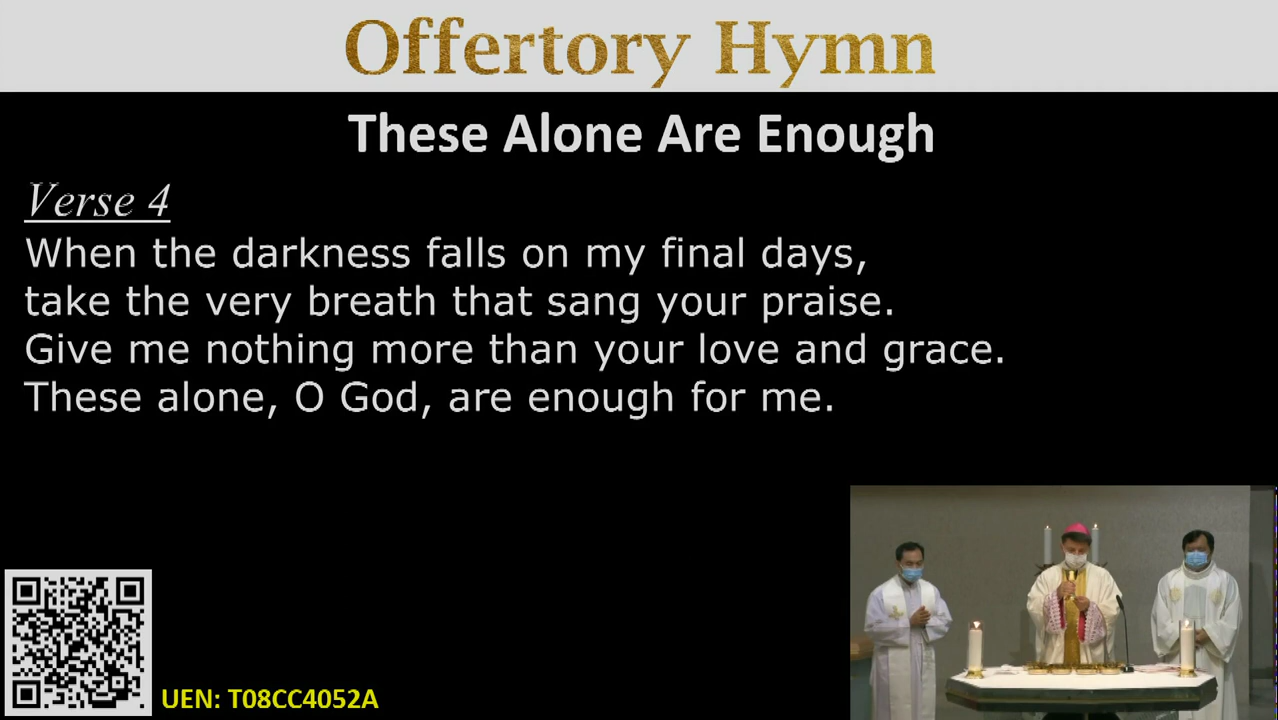 Offertory Hymn
These Alone Are Enough
Verse 4
When the darkness falls on my final days,
take the very breath that sang your praise.
Give me nothing more than your love and grace.
These alone, O God, are enough for me.
UEN: T08CC4052A